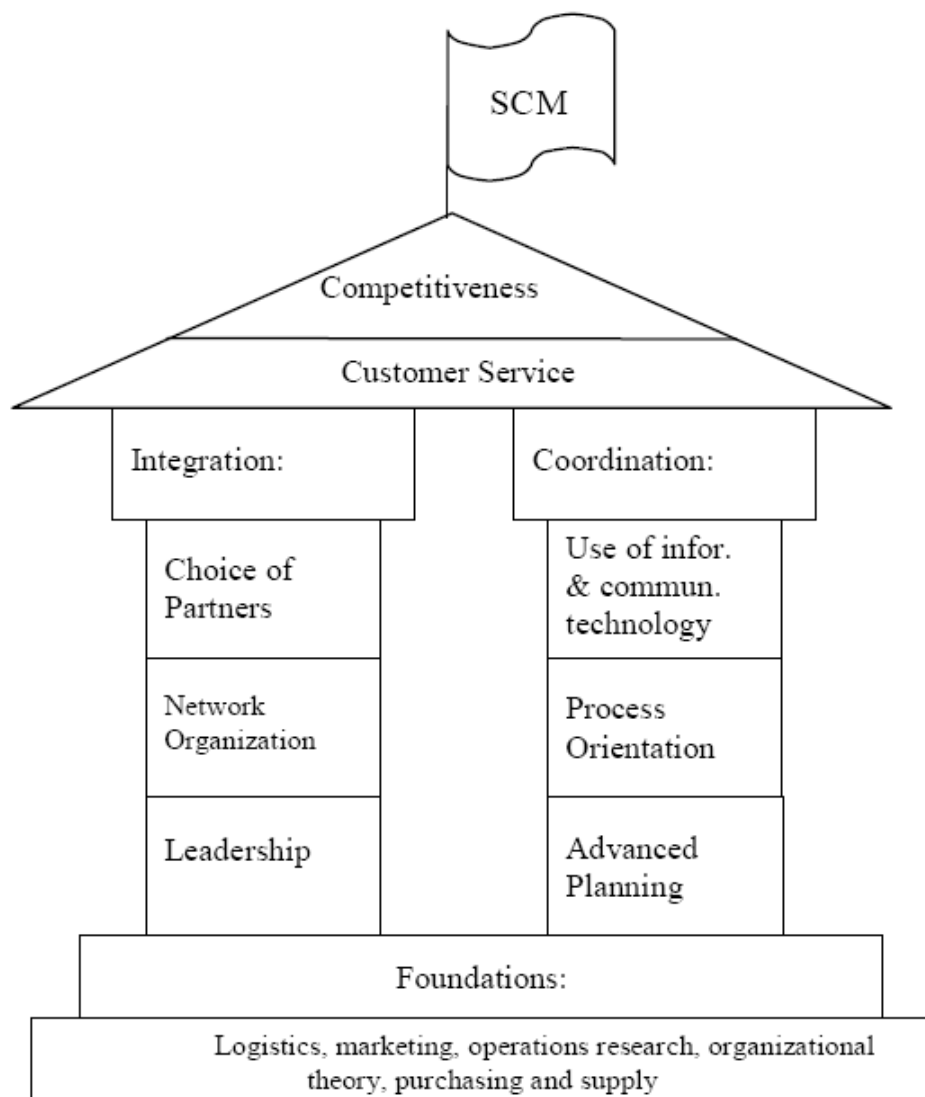 SCM
Competitiveness
Customer Service
Integration:
Choice of
Partners
Network
Organization
Leadership
Coordination:
Use of infor.
& commun.
technology
Process
Orientation
Advanced
Planning
Foundations:
Logistics, marketing, operations research, organizational
theory, purchasing and supply